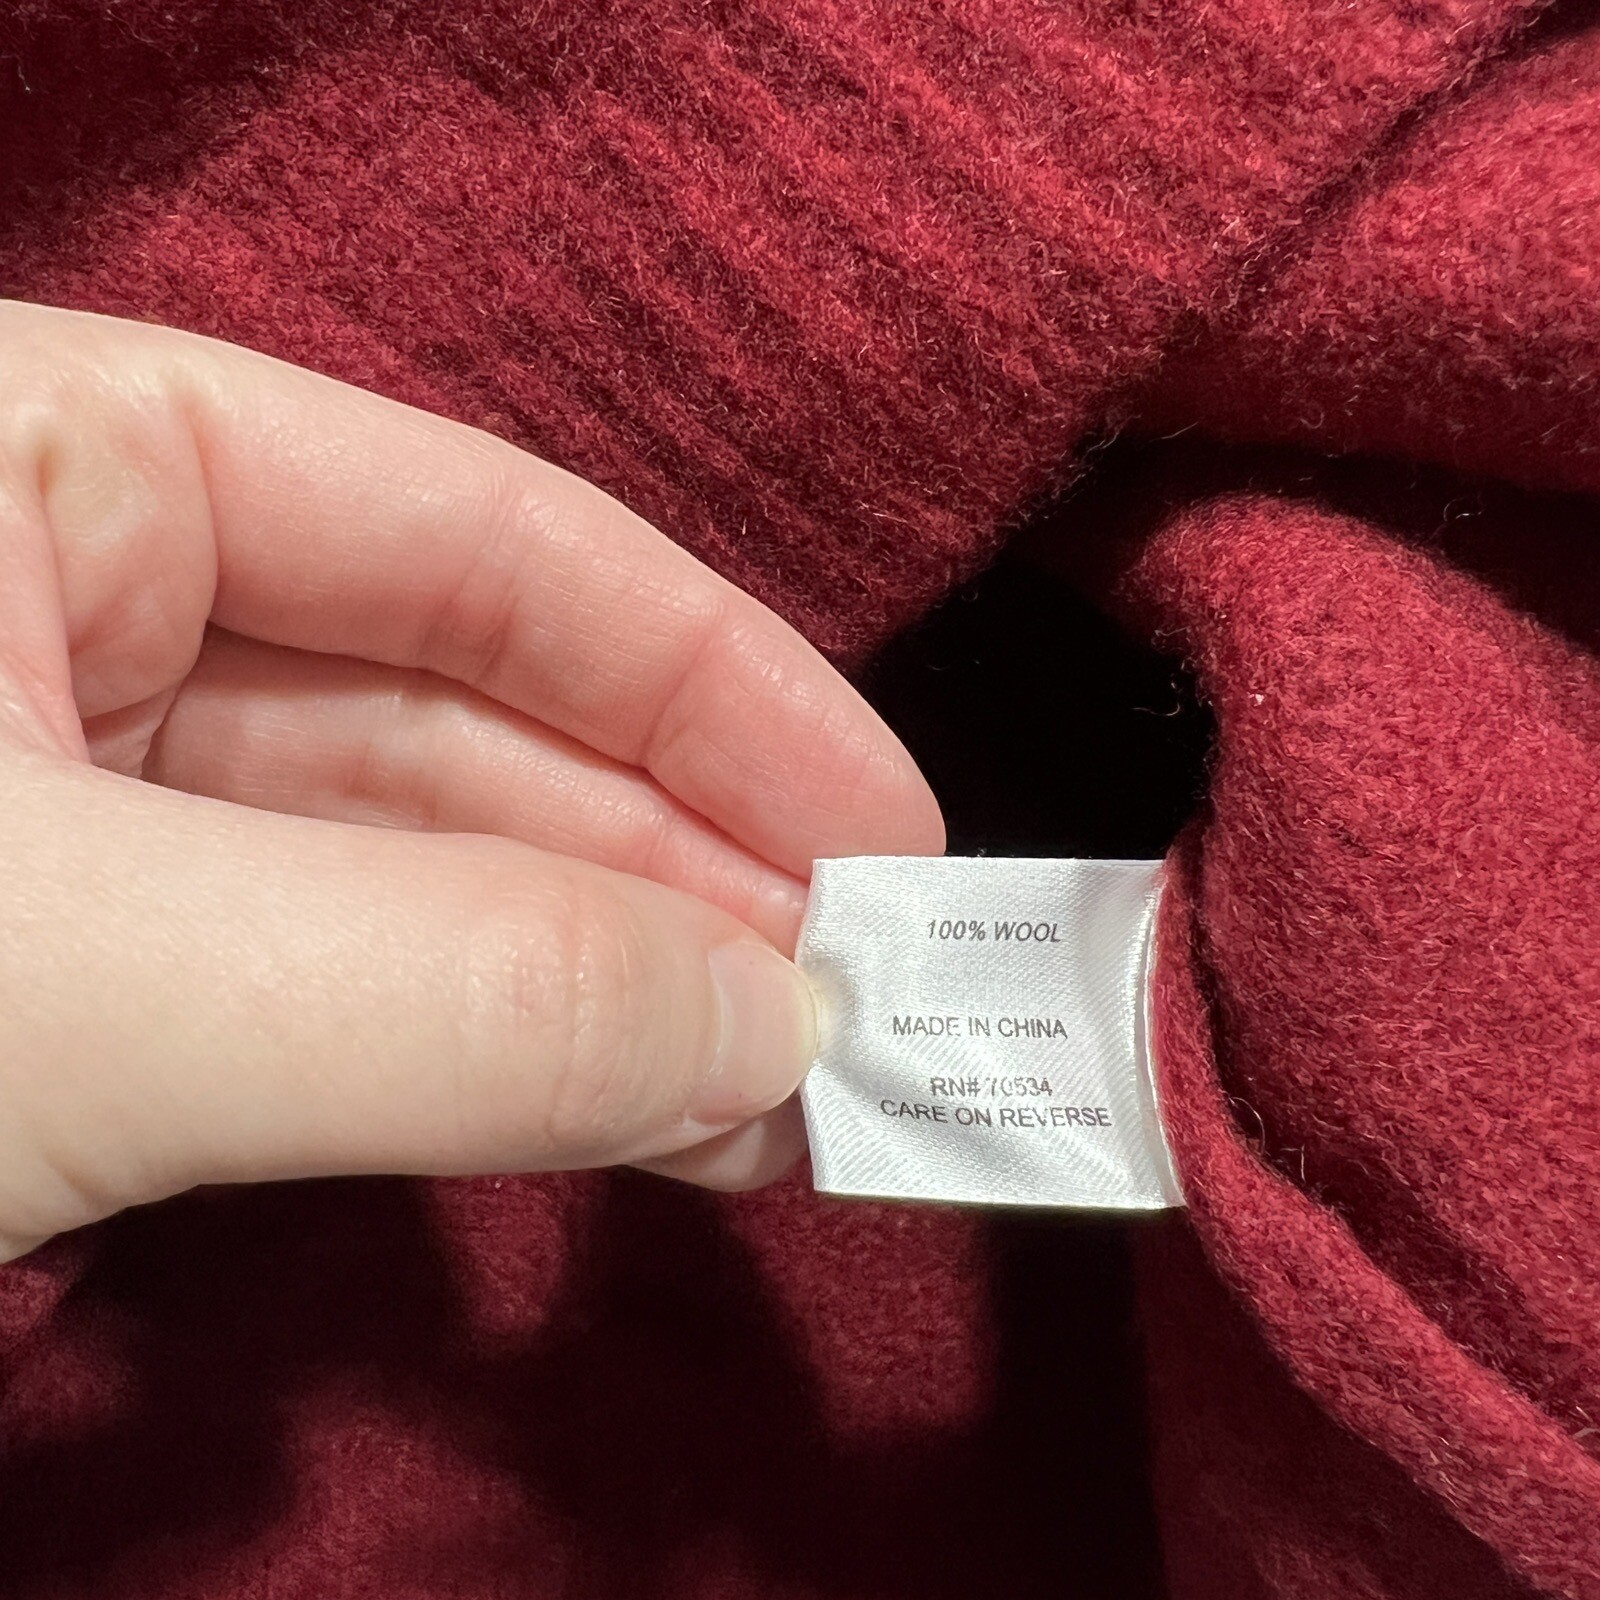 100% WOOL
MADE IN CHINA
RN# 70534
CARE ON REVERSE